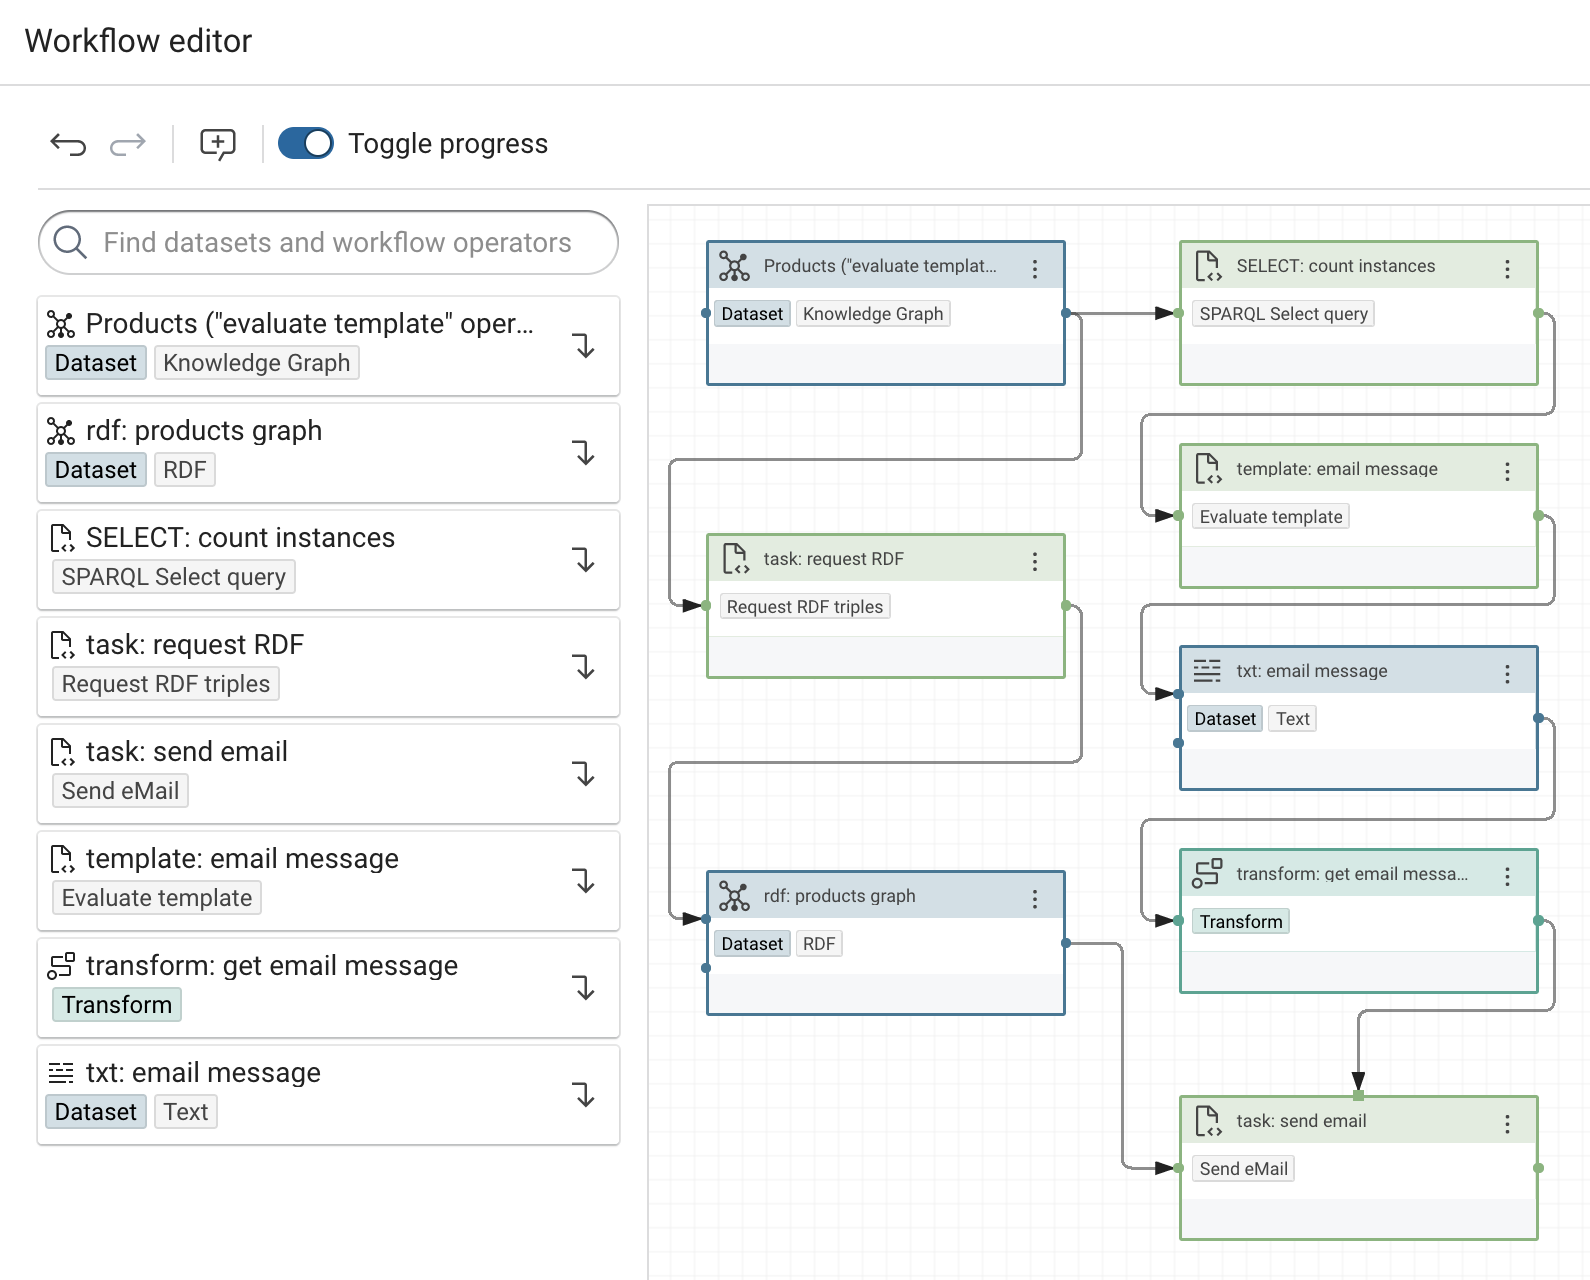 Workflow editor
Toggle progress
Find datasets and workflow operators
Products ("evaluate template" oper...
Dataset Knowledge Graph
rdf: products graph
Dataset RDF
SELECT: count instances
SPARQL Select query
task: request RDF
Request RDF triples
task: send email
Send eMail
template: email message
Evaluate template
transform: get email message
Transform
txt: email message
Dataset Text
Products ("evaluate templat...
Dataset Knowledge Graph
SELECT: count instances
SPARQL Select query
template: email message
Evaluate template
task: request RDF
Request RDF triples
txt: email message
Dataset Text
transform: get email messa...
Transform
rdf: products graph
Dataset RDF
task: send email
Send eMail